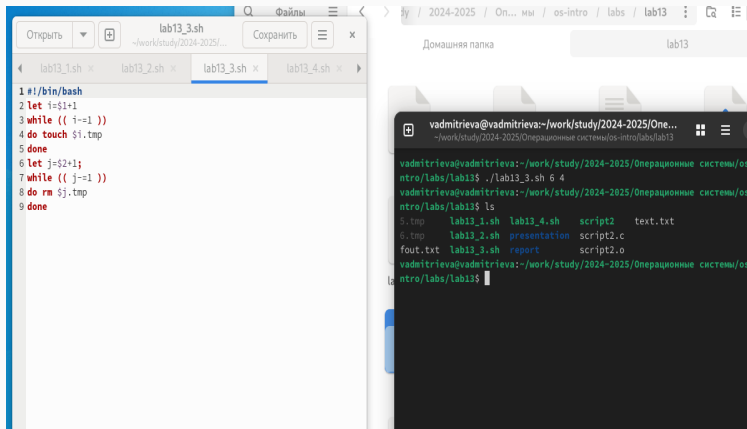 Файлы
Открыть
lab13_3.sh
~/work/study/2024-2025/...
Сохранить
lab13_1.sh
lab13_2.sh
lab13_3.sh
lab13_4.sh
1 #!/bin/bash
2 let i=$1+1
3 while (( i-=1 ))
4 do touch $i.tmp
5 done
6 let j=$2+1;
7 while (( j-=1 ))
8 do rm $j.tmp
9 done
dy / 2024-2025 / Оп... мы / os-intro / labs / lab13
Домашняя папка
lab13
vadmitrieva@vadmitrieva:~/work/study/2024-2025/Опе...
~/work/study/2024-2025/Операционные системы/os-intro/labs/lab13
vadmitrieva@vadmitrieva:~/work/study/2024-2025/Операционные системы/os
ntro/labs/lab13$ ./lab13_3.sh 6 4
vadmitrieva@vadmitrieva:~/work/study/2024-2025/Операционные системы/os
ntro/labs/lab13$ ls
5.tmp lab13_1.sh lab13_4.sh script2 text.txt
6.tmp lab13_2.sh presentation script2.c
fout.txt lab13_3.sh report script2.o
vadmitrieva@vadmitrieva:~/work/study/2024-2025/Операционные системы/os
ntro/labs/lab13$